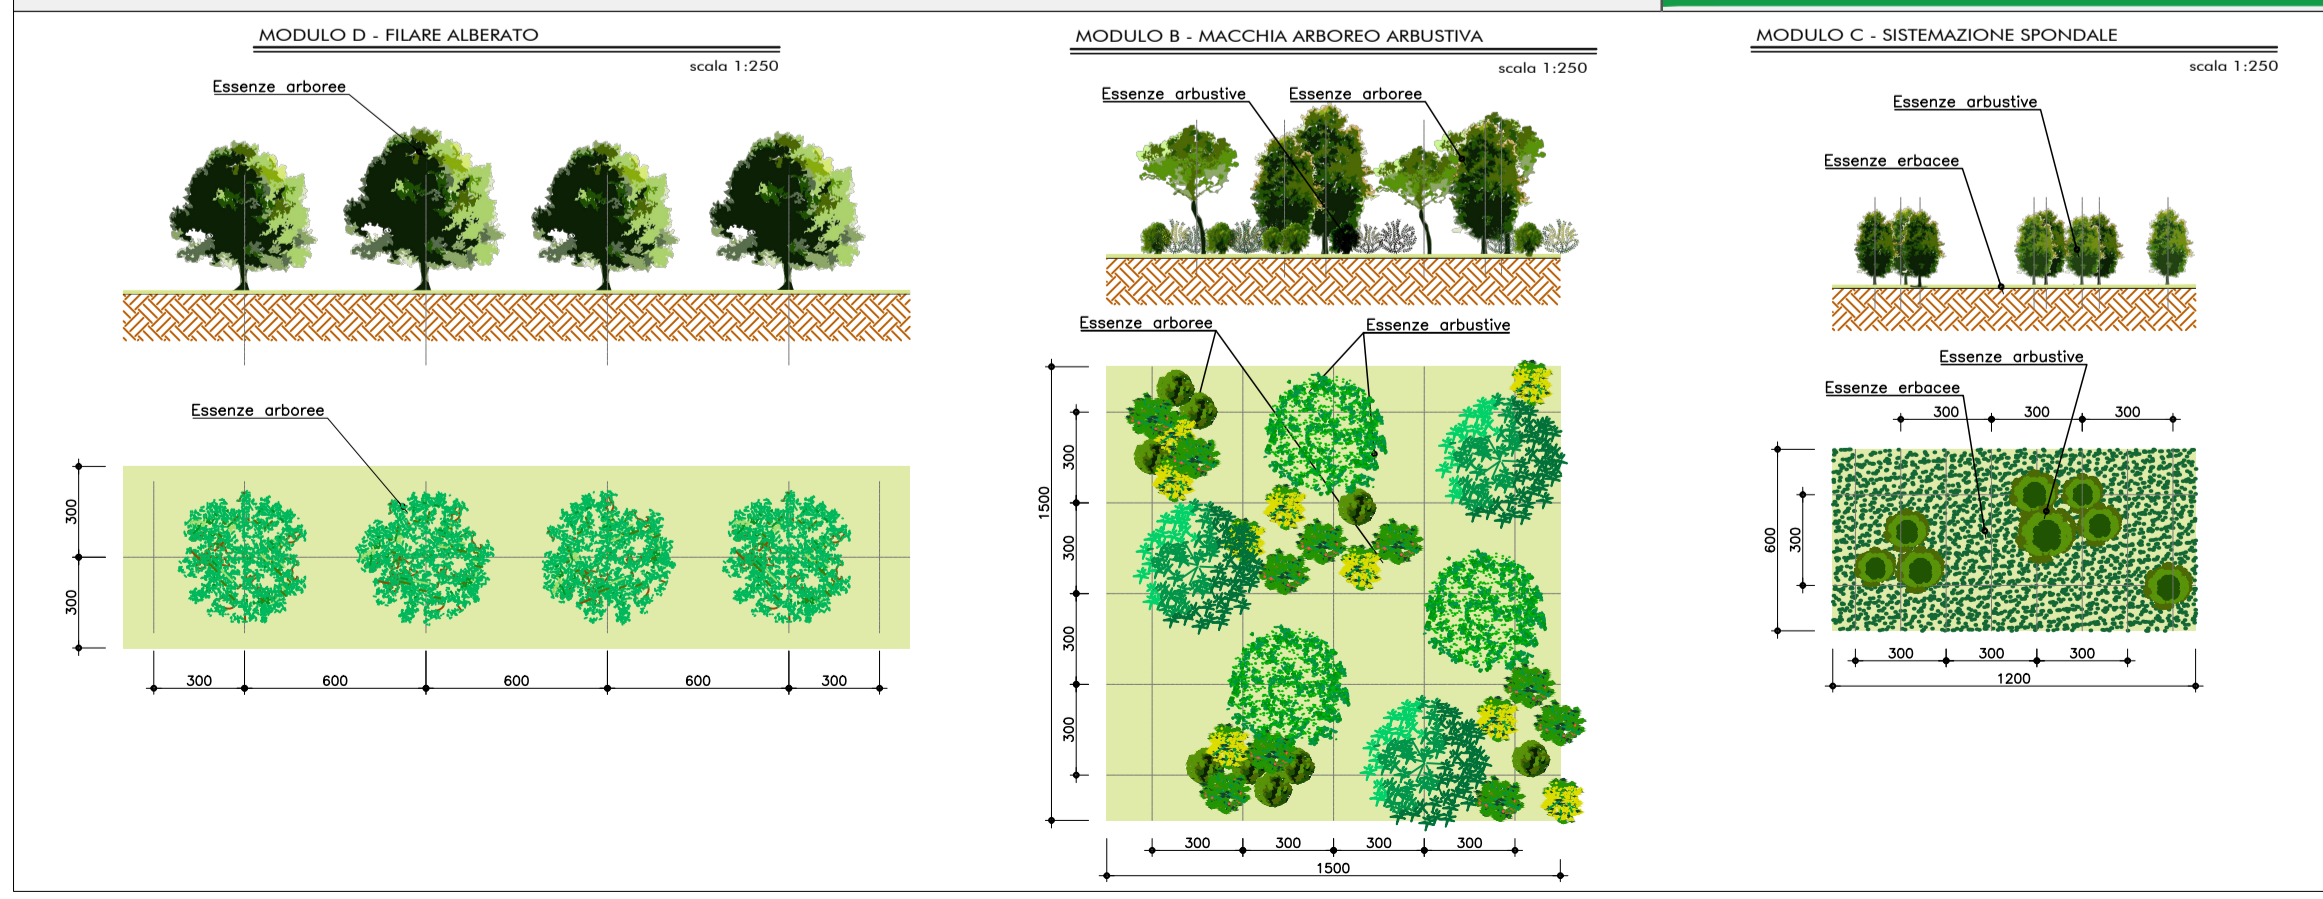 MODULO D - FILARE ALBERATO
scala 1:250
Essenze arboree
Essenze arboree
300
300
300
600
600
600
300
MODULO B - MACCHIA ARBOREO ARBUSTIVA
scala 1:250
Essenze arbustive
Essenze arboree
Essenze arboree
Essenze arbustive
1500
300
300
300
300
300
300
300
300
1500
MODULO C - SISTEMAZIONE SPONDALE
scala 1:250
Essenze arbustive
Essenze erbacee
Essenze arbustive
Essenze erbacee
300
300
300
600
300
300
300
300
1200